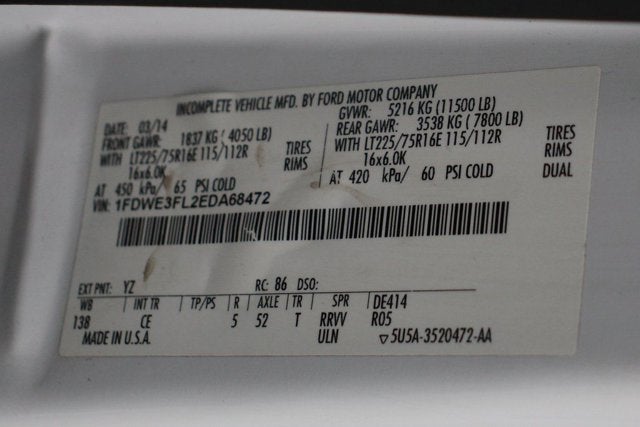 INCOMPLETE VEHICLE MFD. BY FORD MOTOR COMPANY
DATE: 03/14 GVWR: 5216 KG (11500 LB)
FRONT GAWR: 1837 KG ( 4050 LB) REAR GAWR: 3538 KG ( 7800 LB)
WITH LT225/75R16E 115/112R TIRES WITH LT225/75R16E 115/112R TIRES
16x6.0K RIMS 16x6.0K RIMS
AT 450 kPa/ 65 PSI COLD AT 420 kPa/ 60 PSI COLD DUAL
VIN: 1FDWE3FL2EDA68472
EXT PNT: YZ RC: 86 DSO:
WB INT TR TP/PS R AXLE TR SPR DE414
138 CE 5 52 T RRVV R05
MADE IN U.S.A. ULN ▽5U5A-3520472-AA